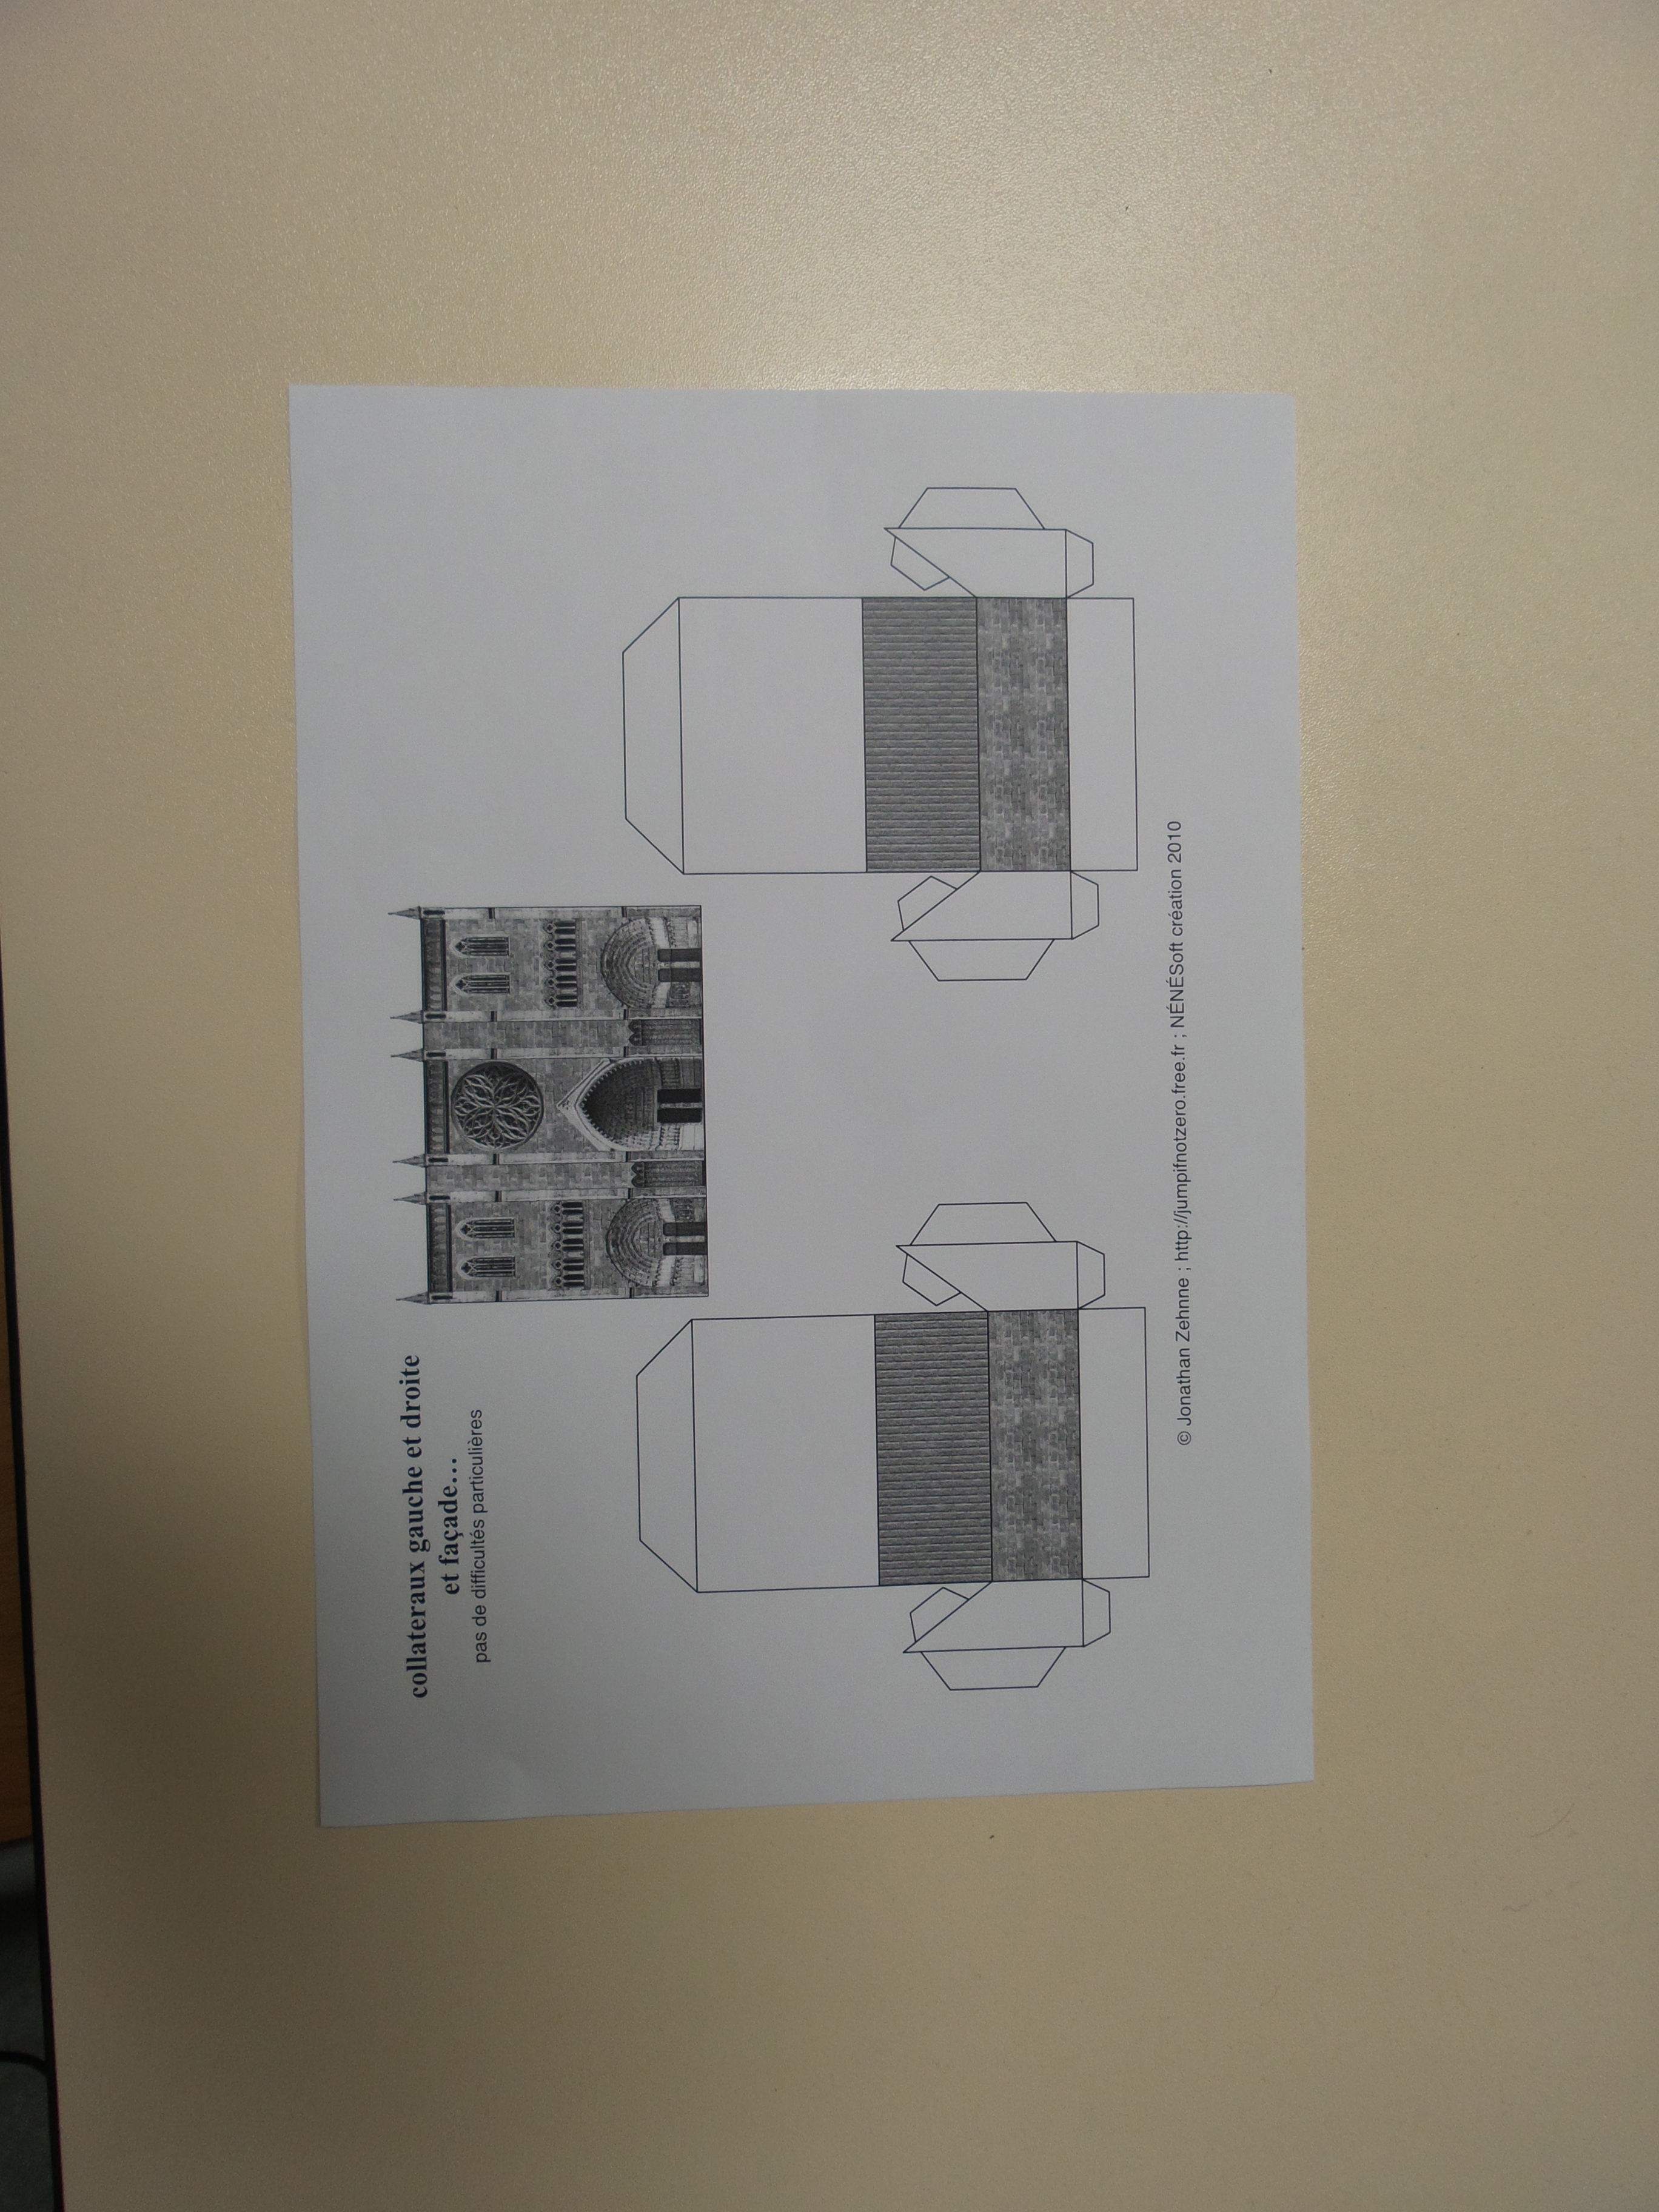 collateraux gauche et droite
et façade...
pas de difficultés particulières
© Jonathan Zehnne ; http://jumpifnotzero.free.fr ; NÉNÉSoft création 2010